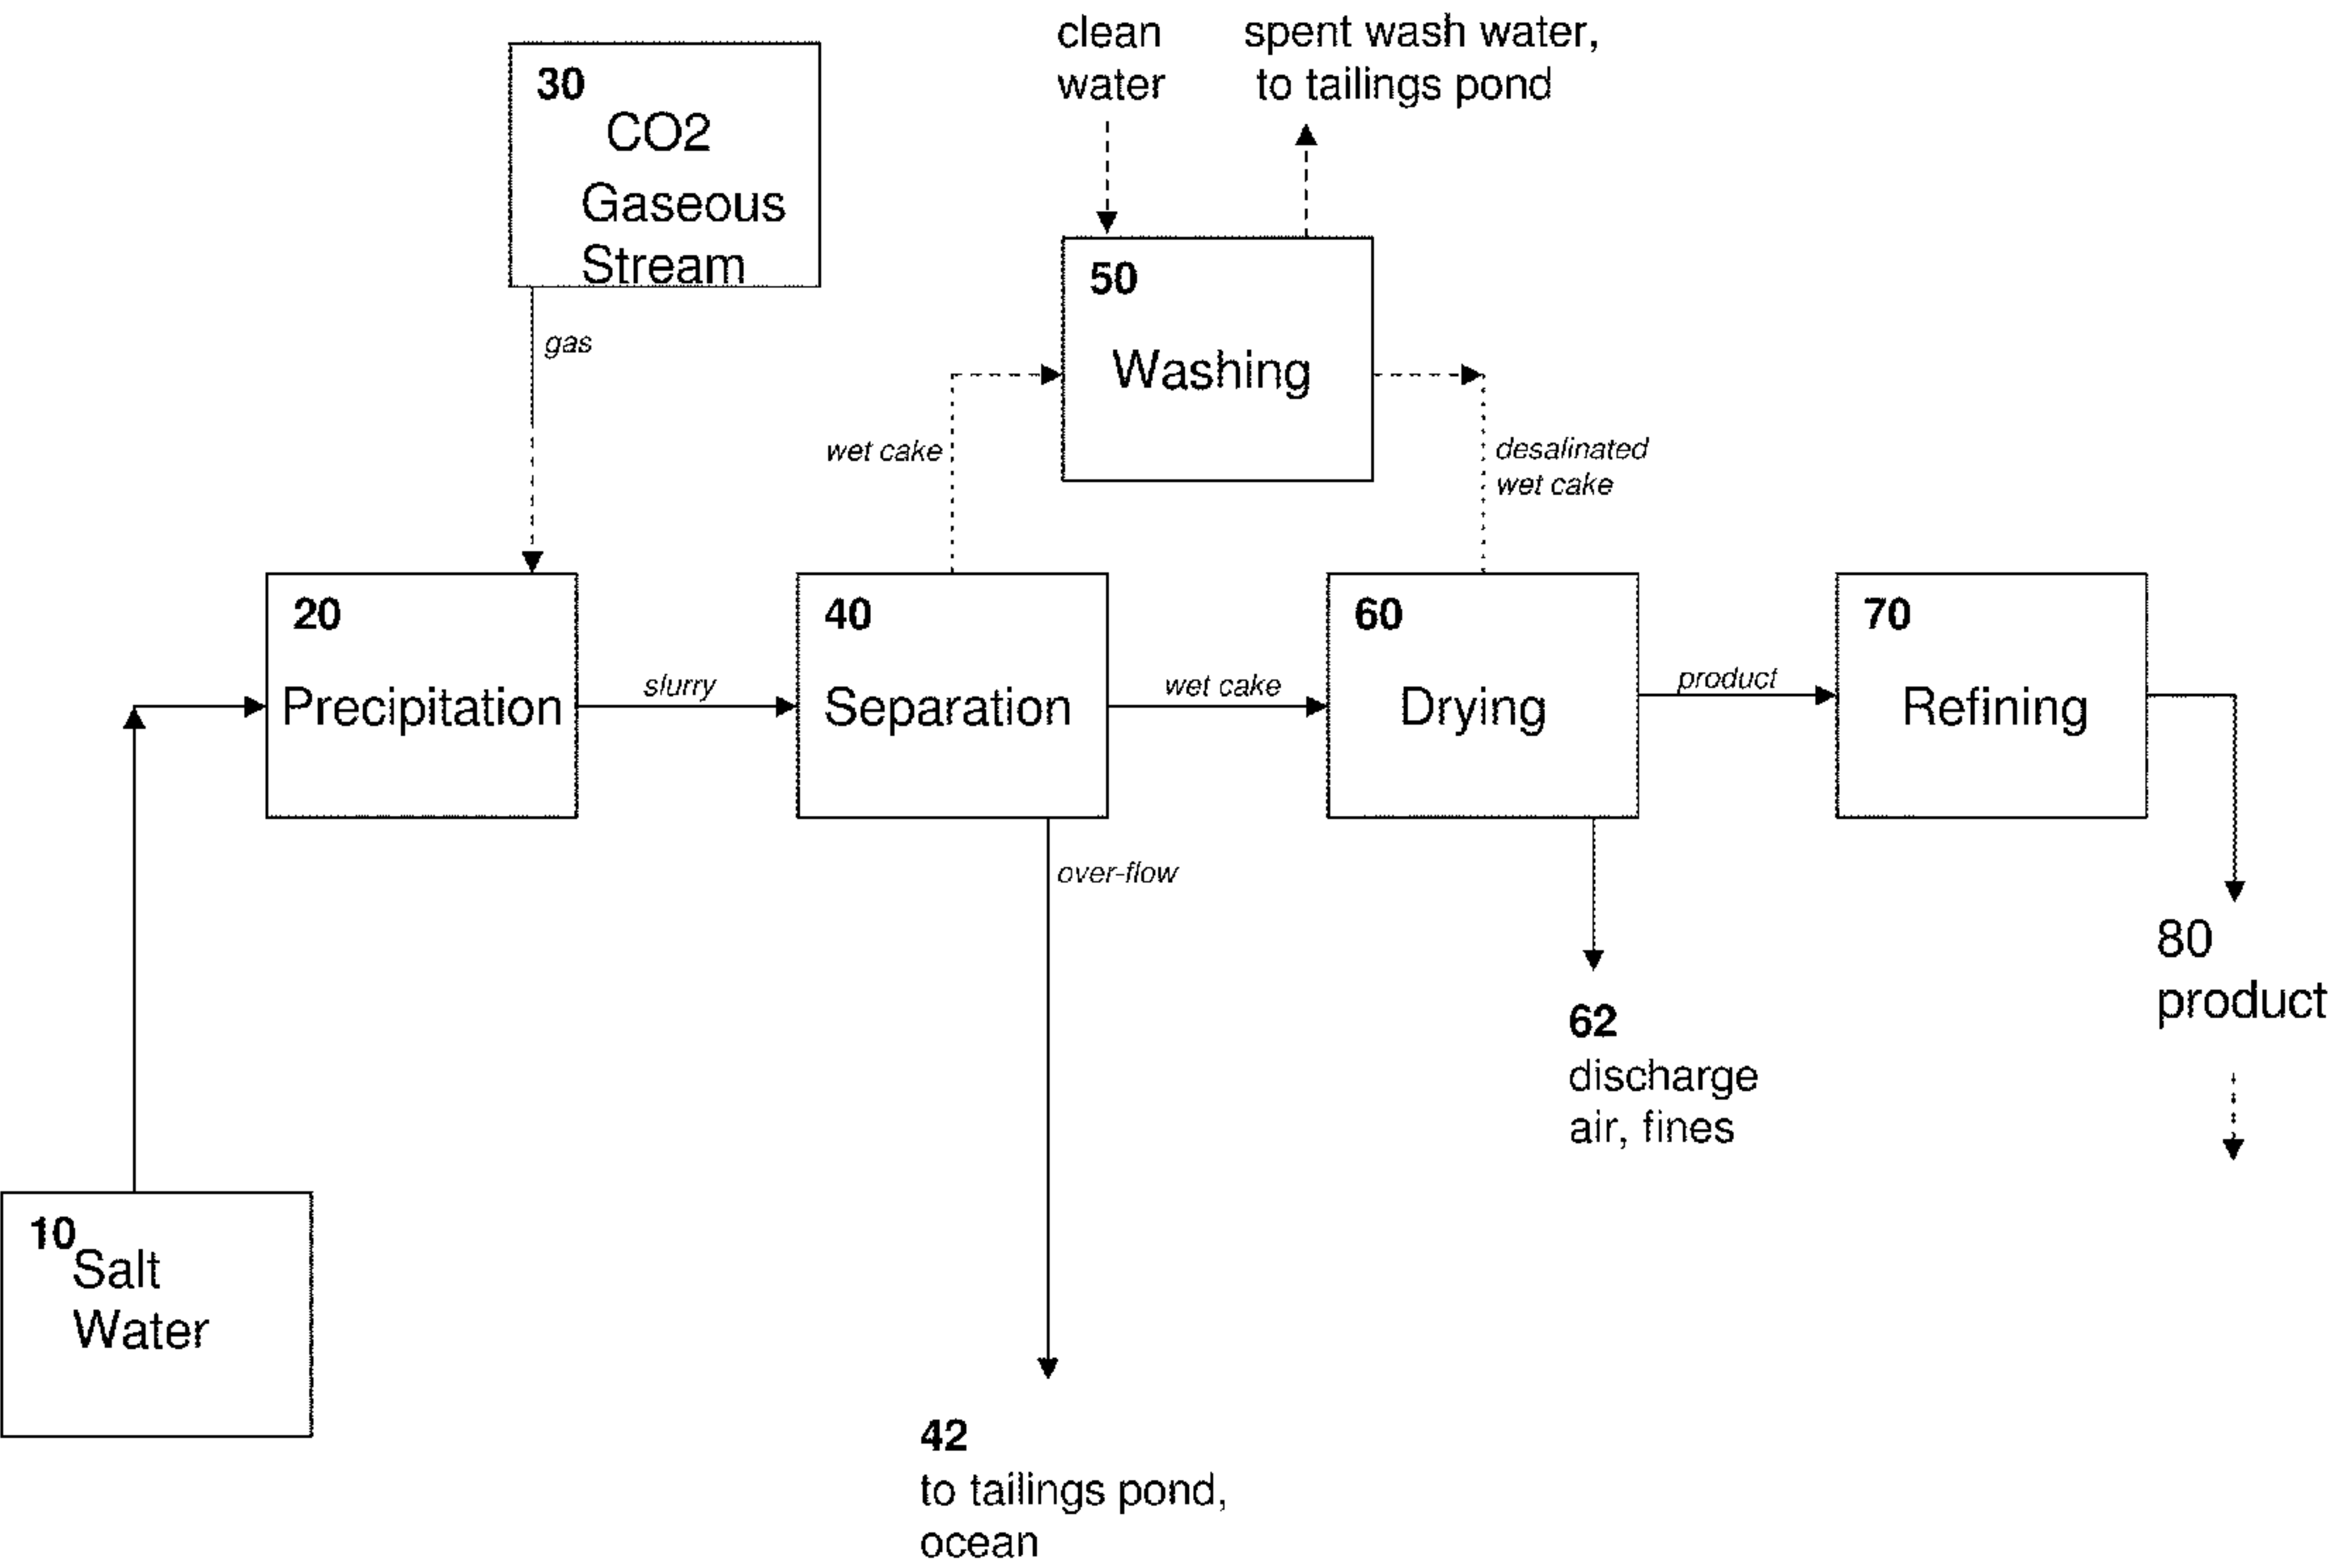 clean
water
spent wash water,
to tailings pond
30
CO2
Gaseous
Stream
gas
50
Washing
wet cake
desalinated
wet cake
20
Precipitation
slurry
40
Separation
wet cake
60
Drying
product
70
Refining
over-flow
80
product
62
discharge
air, fines
10
Salt
Water
42
to tailings pond,
ocean